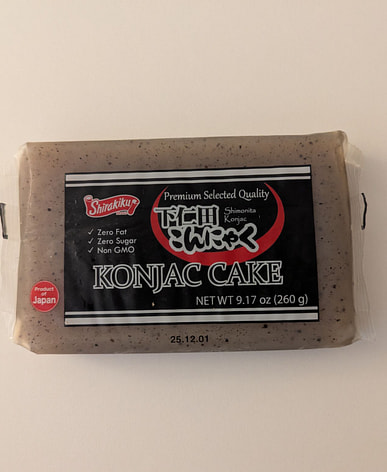 Premium Selected Quality
Shirakiku
下仁田
こんにゃく
Shimonita
Konjac
✓ Zero Fat
✓ Zero Sugar
✓ Non GMO
KONJAC CAKE
NET WT 9.17 oz (260 g)
Product
of
Japan
25.12.01